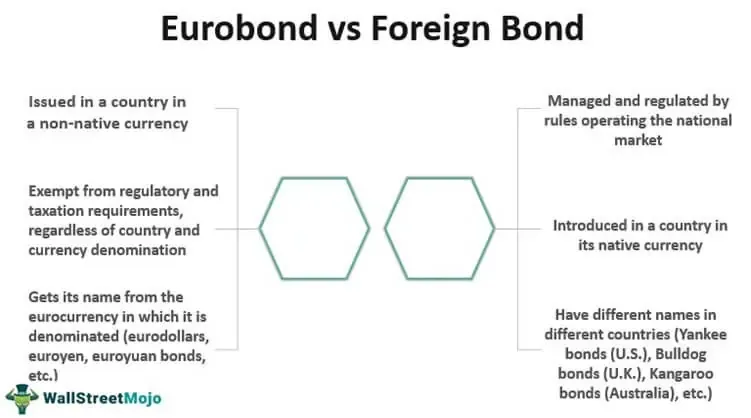 Eurobond vs Foreign Bond
Issued in a country in
a non-native currency
Exempt from regulatory and
taxation requirements,
regardless of country and
currency denomination
Gets its name from the
eurocurrency in which it is
denominated (eurodollars,
euroyen, euroyuan bonds,
etc.)
Managed and regulated by
rules operating the national
market
Introduced in a country in
its native currency
Have different names in
different countries (Yankee
bonds (U.S.), Bulldog
bonds (U.K.), Kangaroo
bonds (Australia), etc.)
WallStreetMojo